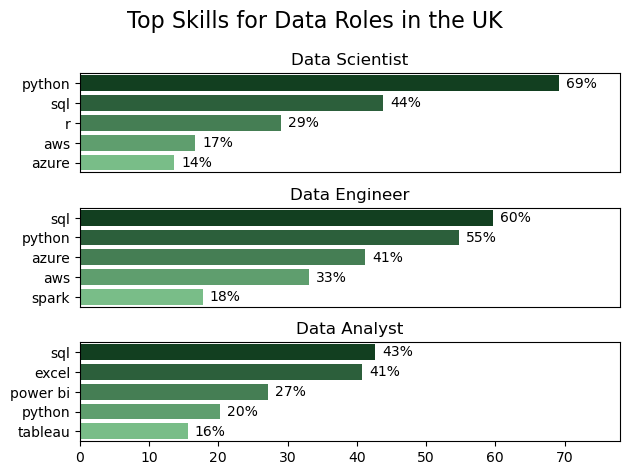 Top Skills for Data Roles in the UK
Data Scientist
python 69%
sql 44%
r 29%
aws 17%
azure 14%
Data Engineer
sql 60%
python 55%
azure 41%
aws 33%
spark 18%
Data Analyst
sql 43%
excel 41%
power bi 27%
python 20%
tableau 16%
0 10 20 30 40 50 60 70